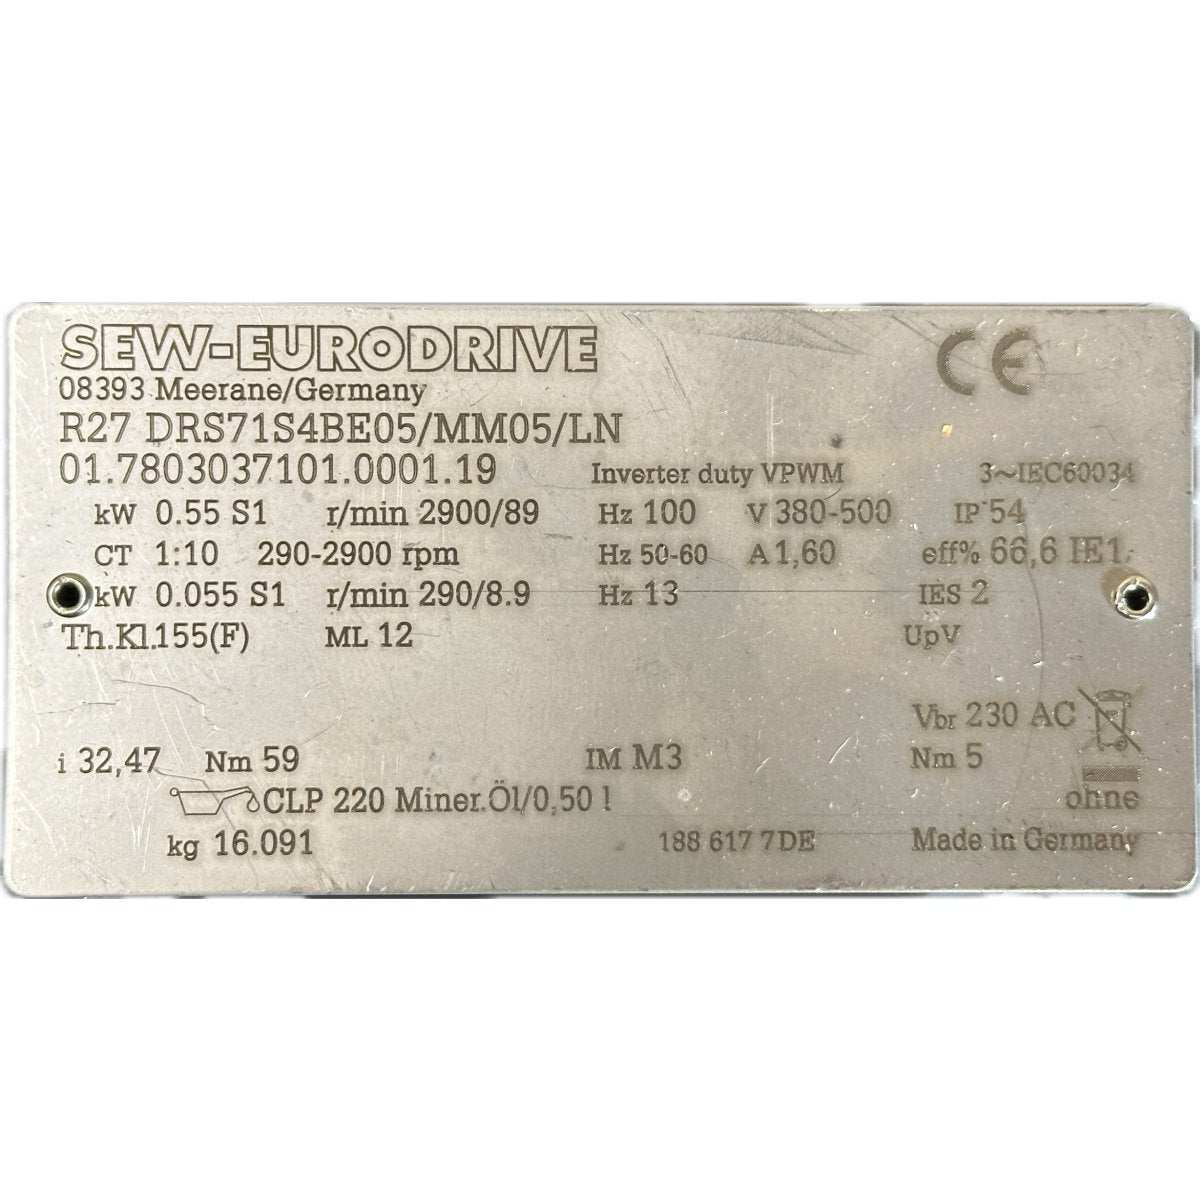 SEW-EURODRIVE
CE
08393 Meerane/Germany
R27 DRS71S4BE05/MM05/LN
01.7803037101.0001.19 Inverter duty VPWM 3~IEC60034
kW 0.55 S1 r/min 2900/89 Hz 100 V 380-500 IP 54
CT 1:10 290-2900 rpm Hz 50-60 A 1,60 eff% 66,6 IE1
kW 0.055 S1 r/min 290/8.9 Hz 13 IES 2
Th.Kl.155(F) ML 12 UpV
Vbr 230 AC
i 32,47 Nm 59 IM M3 Nm 5
CLP 220 Miner.Öl/0,50 l ohne
kg 16.091 188 617 7DE Made in Germany